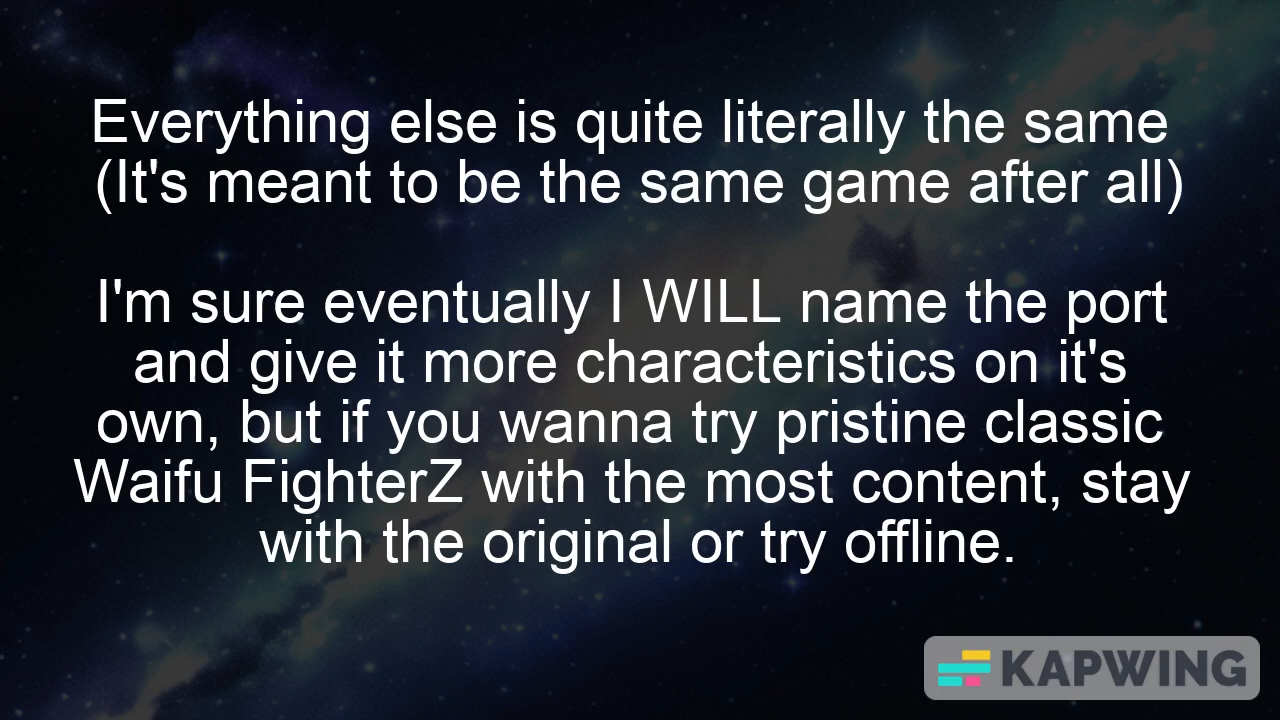 Everything else is quite literally the same
(It's meant to be the same game after all)
I'm sure eventually I WILL name the port
and give it more characteristics on it's
own, but if you wanna try pristine classic
Waifu FighterZ with the most content, stay
with the original or try offline.
KAPWING